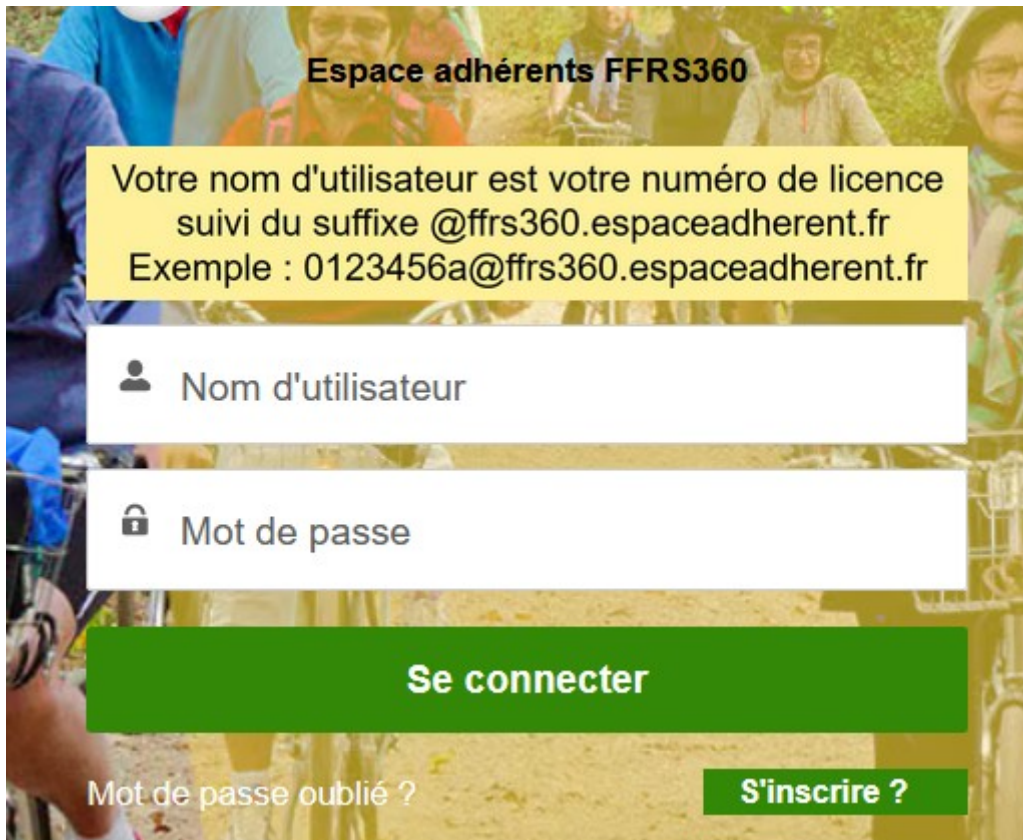 Espace adhérents FFRS360
Votre nom d'utilisateur est votre numéro de licence
suivi du suffixe @ffrs360.espaceadherent.fr
Exemple : 0123456a@ffrs360.espaceadherent.fr
Nom d'utilisateur
Mot de passe
Se connecter
Mot de passe oublié ?
S'inscrire ?